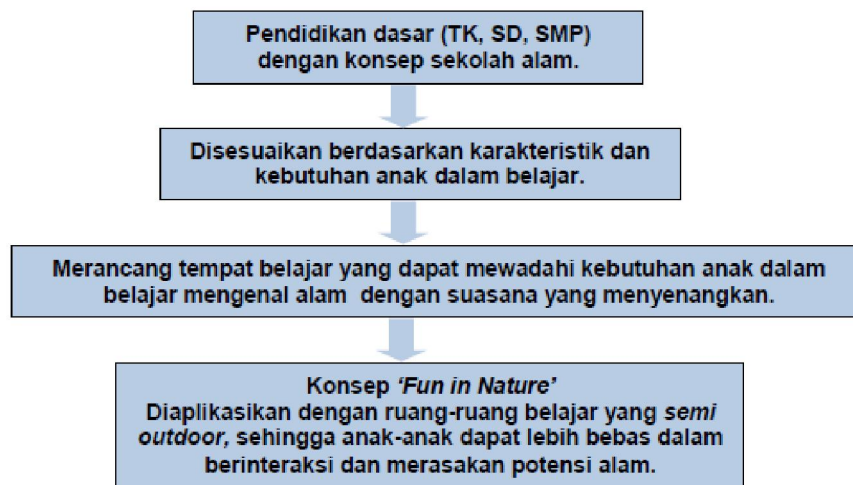 Pendidikan dasar (TK, SD, SMP)
dengan konsep sekolah alam.
Disesuaikan berdasarkan karakteristik dan
kebutuhan anak dalam belajar.
Merancang tempat belajar yang dapat mewadahi kebutuhan anak dalam
belajar mengenal alam dengan suasana yang menyenangkan.
Konsep ‘Fun in Nature’
Diaplikasikan dengan ruang-ruang belajar yang semi
outdoor, sehingga anak-anak dapat lebih bebas dalam
berinteraksi dan merasakan potensi alam.